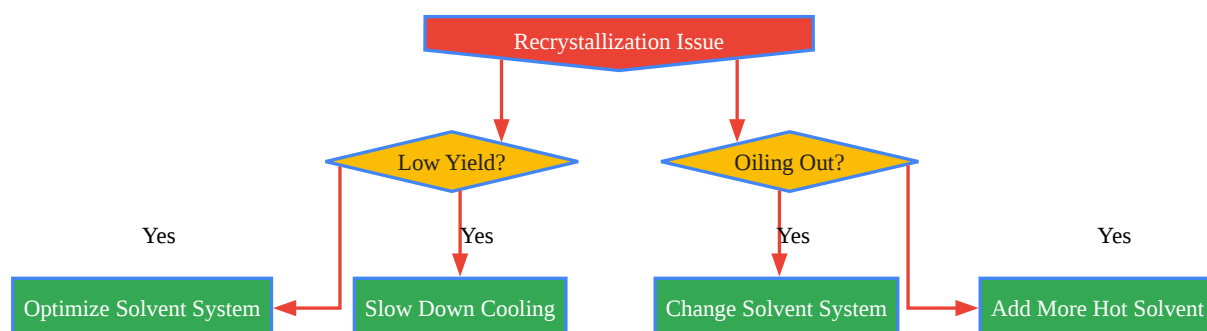 Recrystallization Issue
Low Yield?
Oiling Out?
Yes
Yes
Yes
Yes
Optimize Solvent System
Slow Down Cooling
Change Solvent System
Add More Hot Solvent